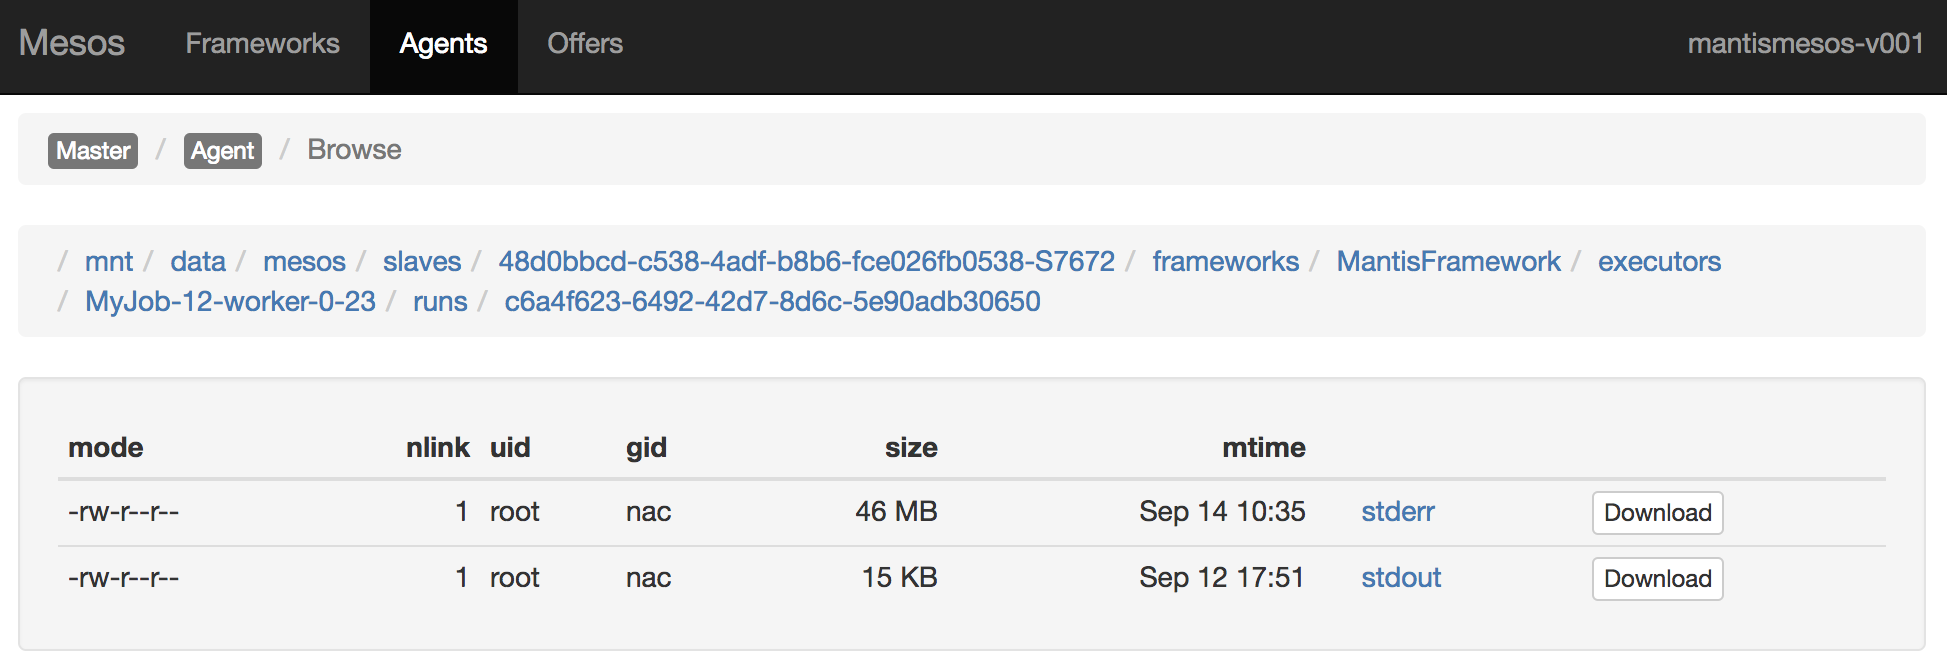 Mesos Frameworks Agents Offers mantismesos-v001
Master / Agent / Browse
/ mnt / data / mesos / slaves / 48d0bbcd-c538-4adf-b8b6-fce026fb0538-S7672 / frameworks / MantisFramework / executors
/ MyJob-12-worker-0-23 / runs / c6a4f623-6492-42d7-8d6c-5e90adb30650
mode nlink uid gid size mtime
-rw-r--r-- 1 root nac 46 MB Sep 14 10:35 stderr Download
-rw-r--r-- 1 root nac 15 KB Sep 12 17:51 stdout Download